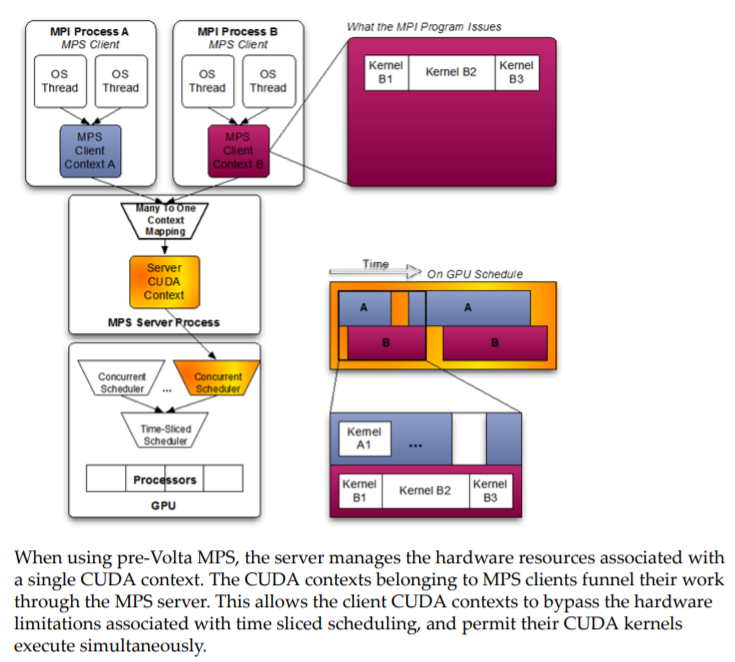 MPI Process A
MPS Client
OS
Thread
OS
Thread
MPS
Client
Context A
MPI Process B
MPS Client
OS
Thread
OS
Thread
MPS
Client
Context B
What the MPI Program Issues
Kernel
B1
Kernel B2
Kernel
B3
Many To One
Context
Mapping
Server
CUDA
Context
MPS Server Process
Concurrent
Scheduler
...
Concurrent
Scheduler
Time-Sliced
Scheduler
Processors
GPU
Time
On GPU Schedule
A
A
B
B
Kernel
A1
...
Kernel
B1
Kernel B2
Kernel
B3
When using pre-Volta MPS, the server manages the hardware resources associated with
a single CUDA context. The CUDA contexts belonging to MPS clients funnel their work
through the MPS server. This allows the client CUDA contexts to bypass the hardware
limitations associated with time sliced scheduling, and permit their CUDA kernels
execute simultaneously.